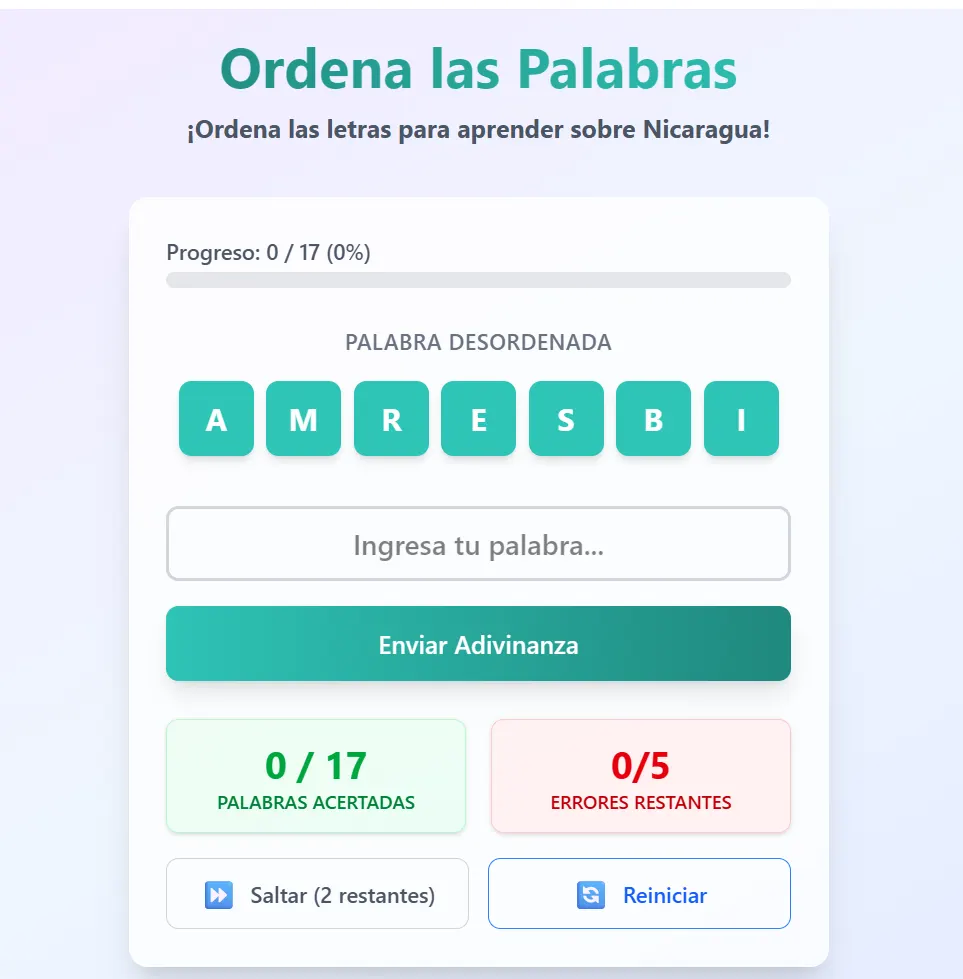 Ordena las Palabras
¡Ordena las letras para aprender sobre Nicaragua!
Progreso: 0 / 17 (0%)
PALABRA DESORDENADA
A M R E S B I
Ingresa tu palabra...
Enviar Adivinanza
0 / 17
PALABRAS ACERTADAS
0/5
ERRORES RESTANTES
Saltar (2 restantes)
Reiniciar